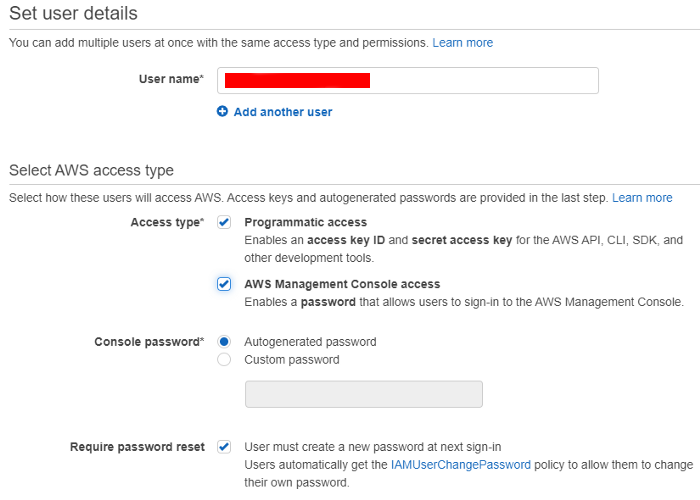 Set user details
You can add multiple users at once with the same access type and permissions. Learn more
User name*
Add another user
Select AWS access type
Select how these users will access AWS. Access keys and autogenerated passwords are provided in the last step. Learn more
Access type* Programmatic access
Enables an access key ID and secret access key for the AWS API, CLI, SDK, and
other development tools.
AWS Management Console access
Enables a password that allows users to sign-in to the AWS Management Console.
Console password* Autogenerated password
Custom password
Require password reset User must create a new password at next sign-in
Users automatically get the IAMUserChangePassword policy to allow them to change
their own password.